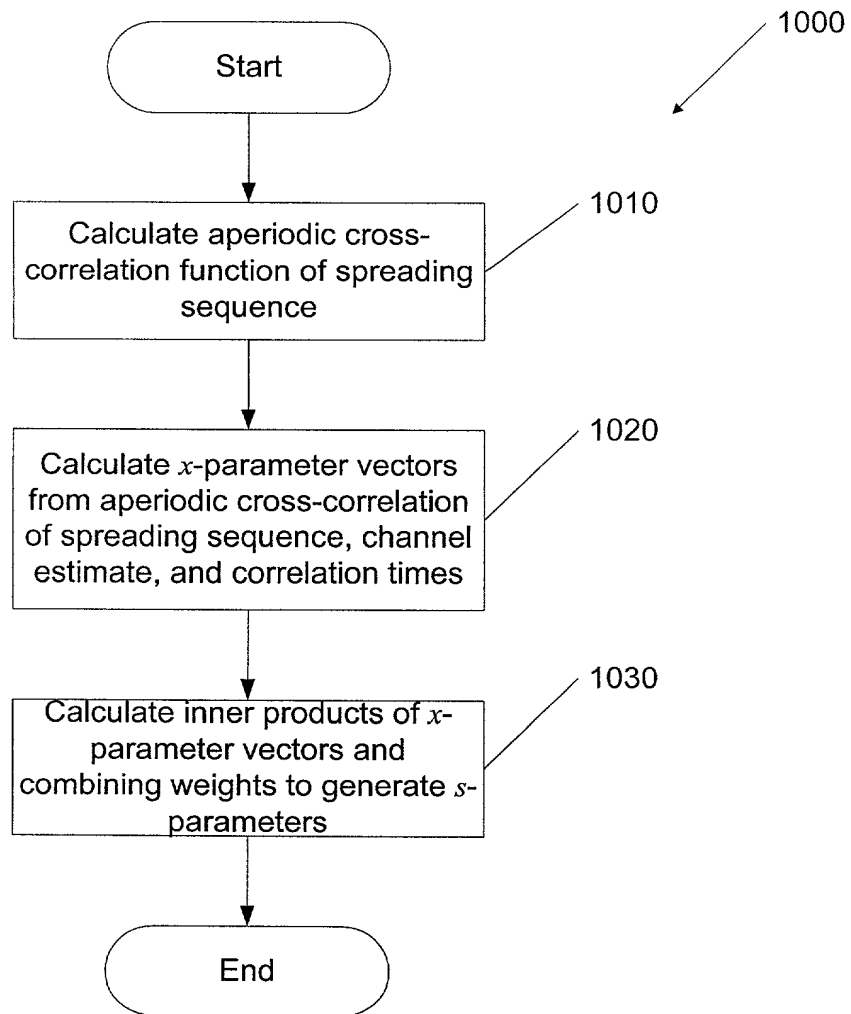 1000
Start
1010
Calculate aperiodic cross-
correlation function of spreading
sequence
1020
Calculate x-parameter vectors
from aperiodic cross-correlation
of spreading sequence, channel
estimate, and correlation times
1030
Calculate inner products of x-
parameter vectors and
combining weights to generate s-
parameters
End